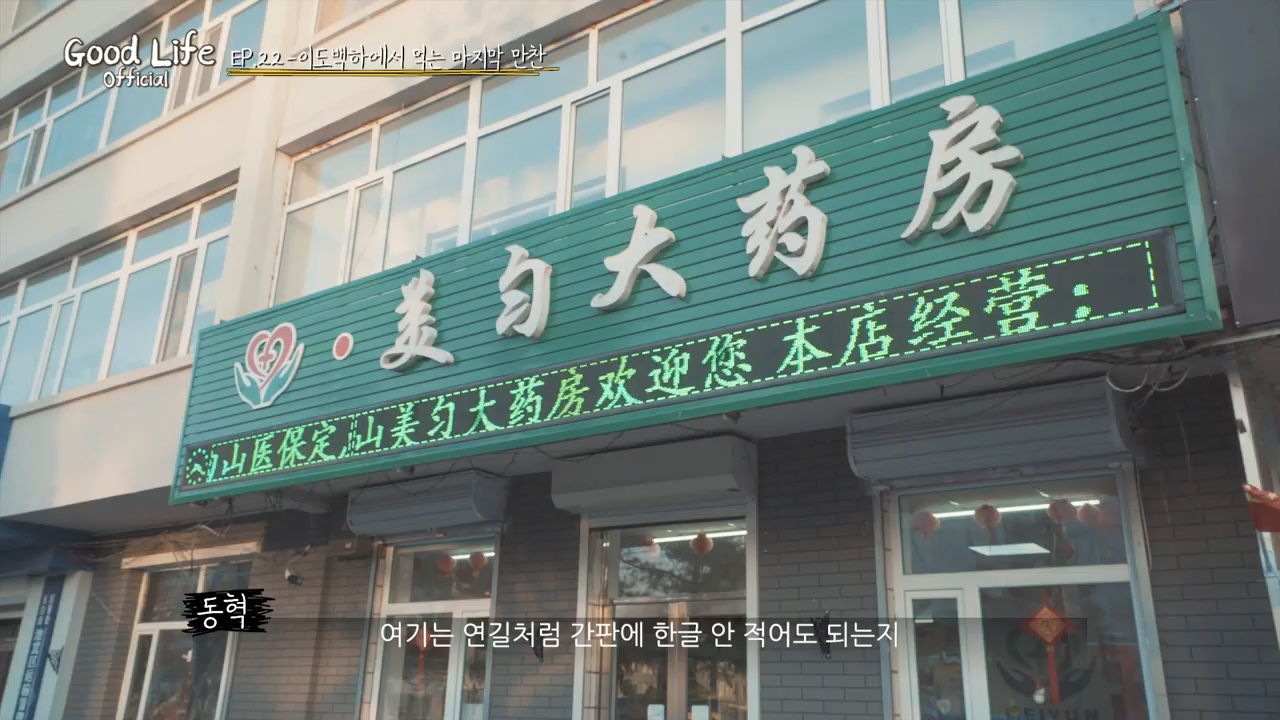 Good Life
Official
EP.22 - 이도백하에서 먹는 마지막 만찬
美匀大药房
山医保定点 山美匀大药房欢迎您 本店经营:
동혁
여기는 연길처럼 간판에 한글 안 적어도 되는지